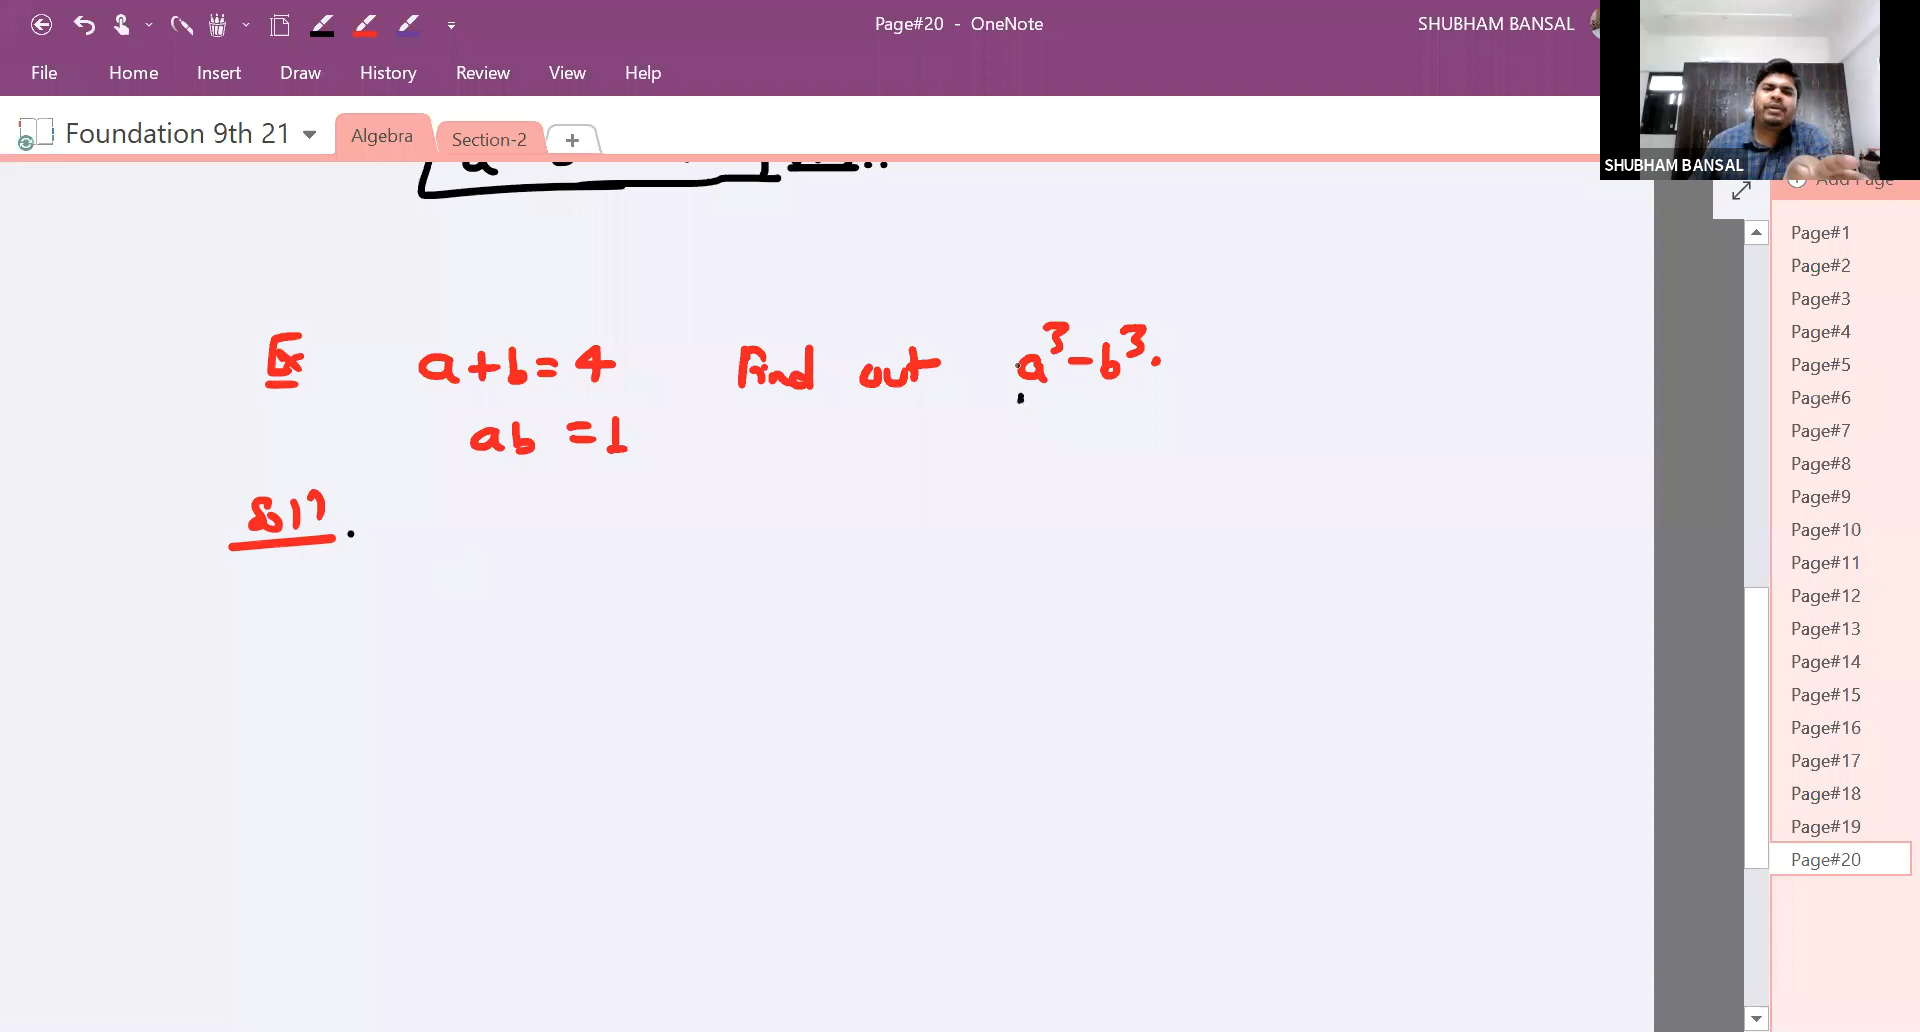 Page#20 - OneNote
SHUBHAM BANSAL
File Home Insert Draw History Review View Help
SHUBHAM BANSAL
Foundation 9th 21
Algebra
Section-2
Add Page
Page#1
Page#2
Page#3
Page#4
Page#5
Page#6
Page#7
Page#8
Page#9
Page#10
Page#11
Page#12
Page#13
Page#14
Page#15
Page#16
Page#17
Page#18
Page#19
Page#20
Ex a+b=4 Find out a³-b³.
ab =1
Solⁿ